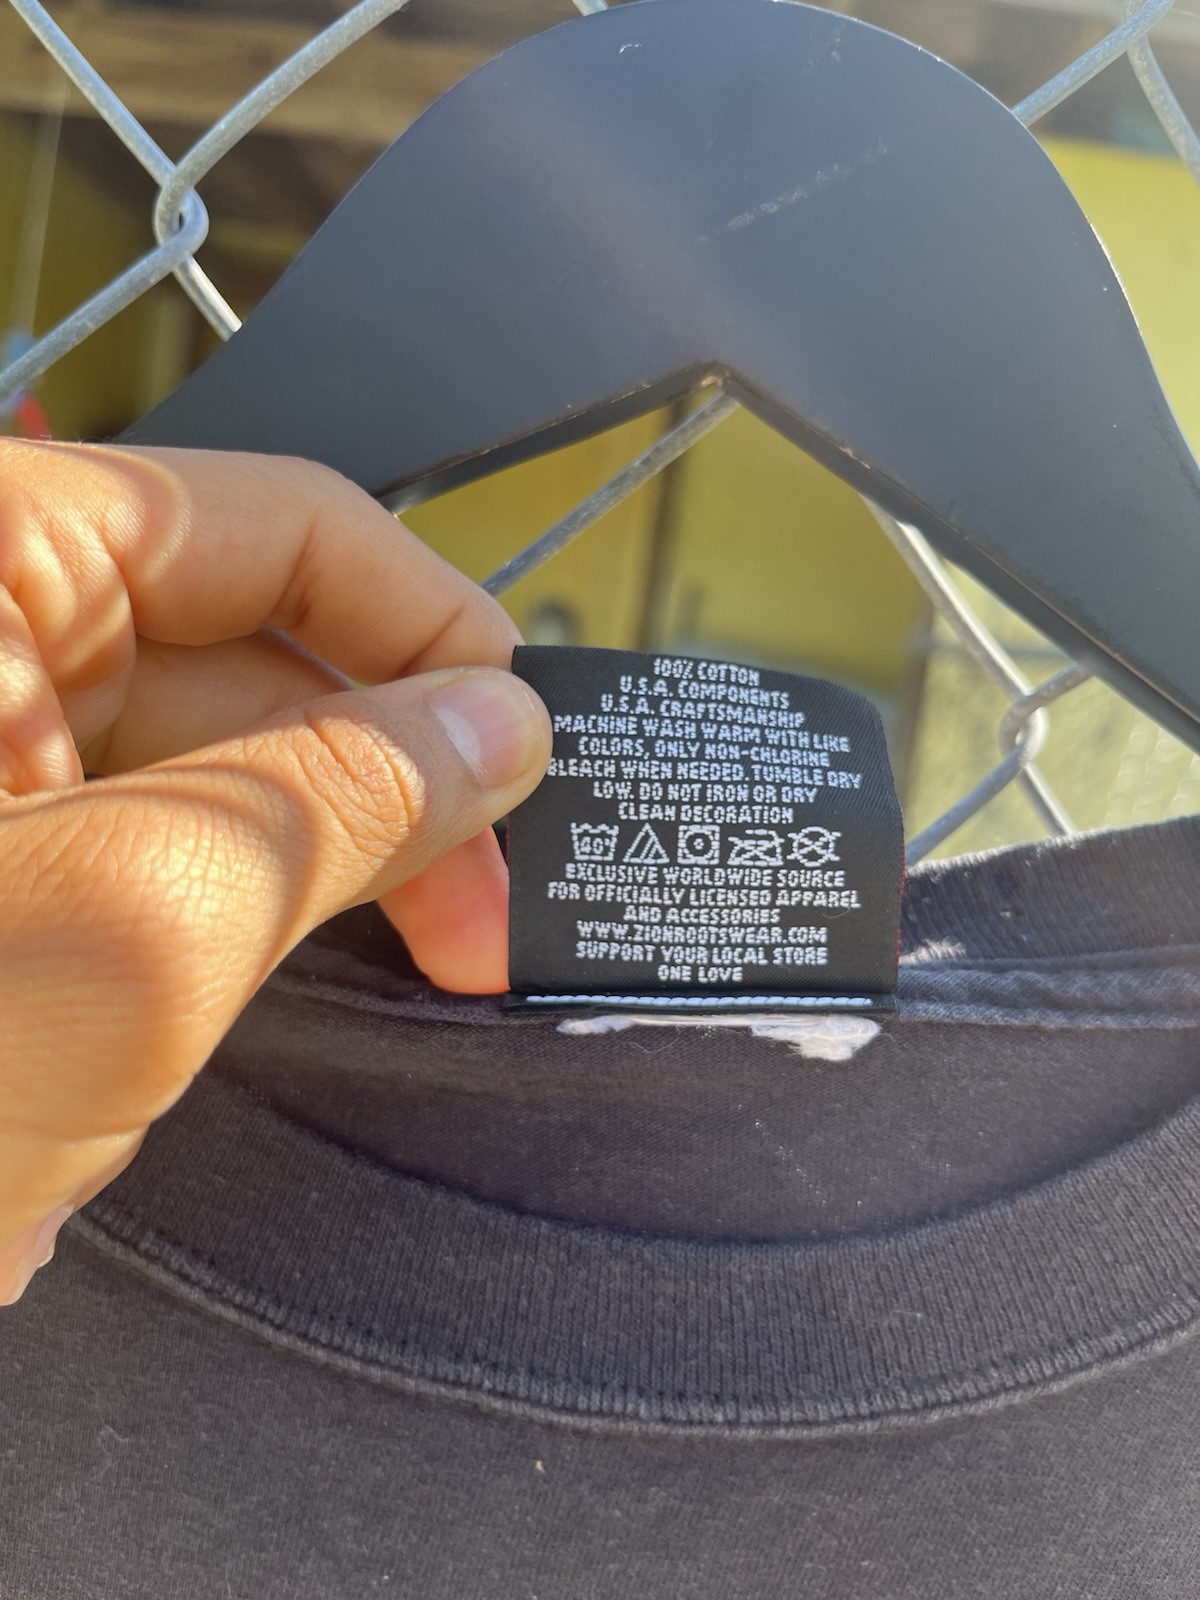 100% COTTON
U.S.A. COMPONENTS
U.S.A. CRAFTSMANSHIP
MACHINE WASH WARM WITH LIKE
COLORS, ONLY NON-CHLORINE
BLEACH WHEN NEEDED. TUMBLE DRY
LOW. DO NOT IRON OR DRY
CLEAN DECORATION
40°
EXCLUSIVE WORLDWIDE SOURCE
FOR OFFICIALLY LICENSED APPAREL
AND ACCESSORIES
WWW.ZIONROOTSWEAR.COM
SUPPORT YOUR LOCAL STORE
ONE LOVE